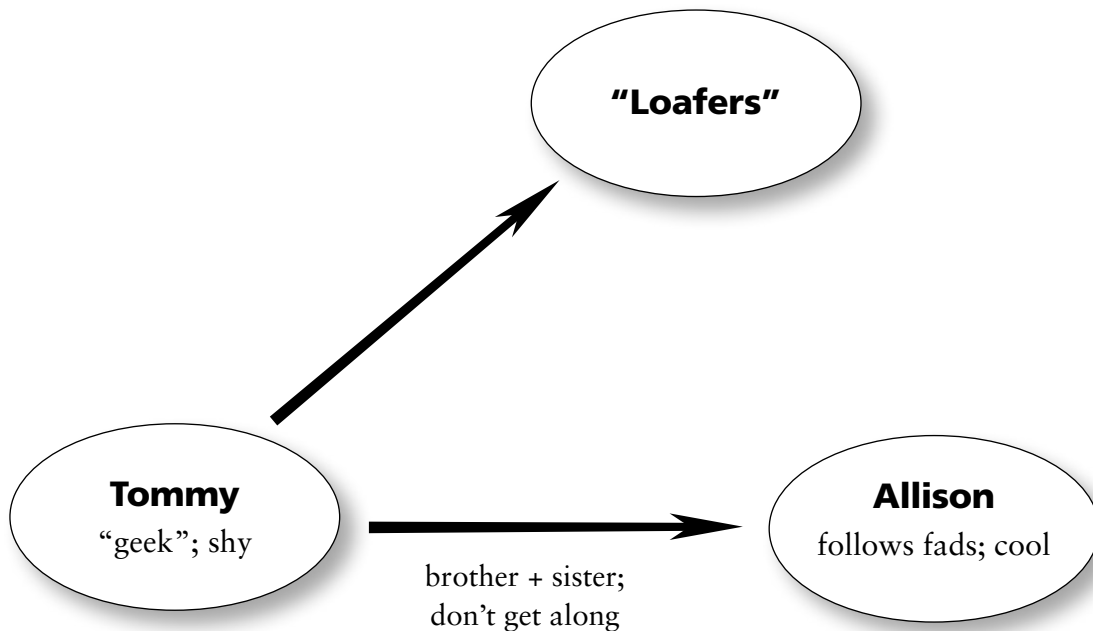 “Loafers”
Tommy
“geek”; shy
Allison
follows fads; cool
brother + sister;
don’t get along